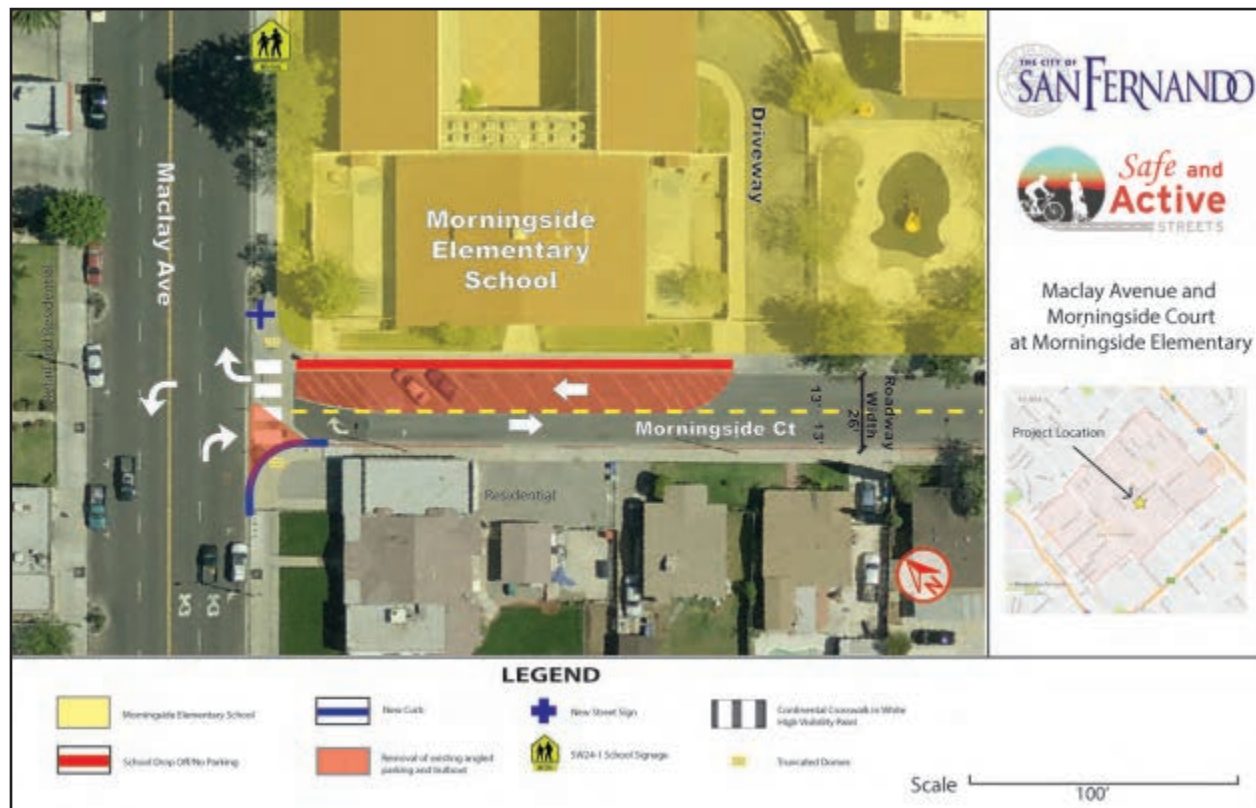 Maclay Ave
Driveway
Morningside
Elementary
School
Morningside Ct
Roadway
Width
26'
13' 13'
Residential
THE CITY OF
SAN FERNANDO
Safe and
Active
STREETS
Maclay Avenue and
Morningside Court
at Morningside Elementary
Project Location
N
LEGEND
Morningside Elementary School
School Drop Off/No Parking
New Curb
Removal of existing angled
parking and bulbout
New Street Sign
SW24-1 School Signage
Continental Crosswalk in White
High Visibility Paint
Truncated Domes
Scale
100'